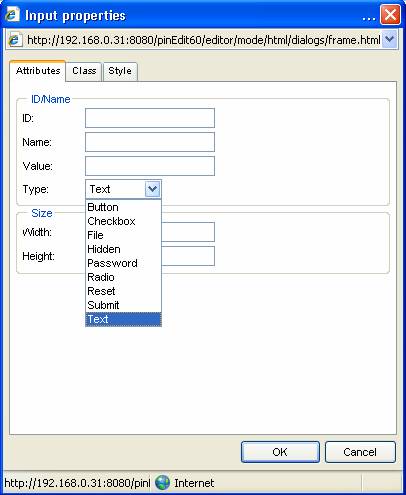 Input properties
http://192.168.0.31:8080/pinEdit60/editor/mode/html/dialogs/frame.html
Attributes Class Style
ID/Name
ID:
Name:
Value:
Type: Text
Button
Checkbox
File
Hidden
Password
Radio
Reset
Submit
Text
Size
Width:
Height:
OK Cancel
http://192.168.0.31:8080/pinl Internet